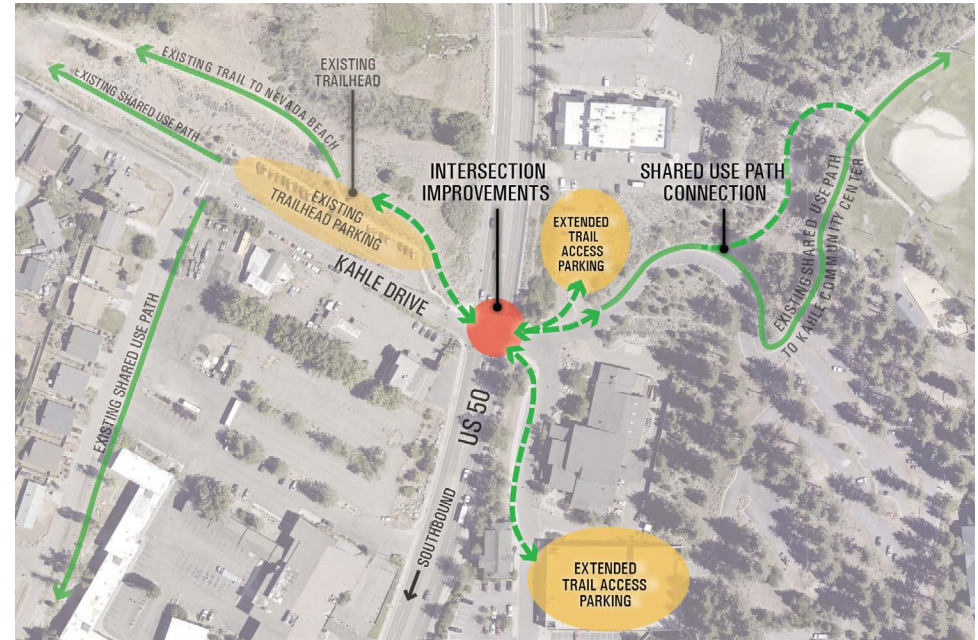 EXISTING TRAIL TO NEVADA BEACH
EXISTING
TRAILHEAD
EXISTING SHARED USE PATH
INTERSECTION
IMPROVEMENTS
SHARED USE PATH
CONNECTION
EXISTING
TRAILHEAD PARKING
EXTENDED
TRAIL
ACCESS
PARKING
KAHLE DRIVE
EXISTING SHARED USE PATH
TO KAHLE COMMUNITY CENTER
EXISTING SHARED USE PATH
US 50
SOUTHBOUND
EXTENDED
TRAIL ACCESS
PARKING